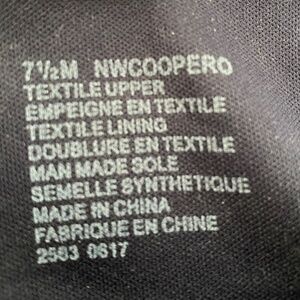 7½M NWCOOPERO
TEXTILE UPPER
EMPEIGNE EN TEXTILE
TEXTILE LINING
DOUBLURE EN TEXTILE
MAN MADE SOLE
SEMELLE SYNTHETIQUE
MADE IN CHINA
FABRIQUE EN CHINE
2563 0617